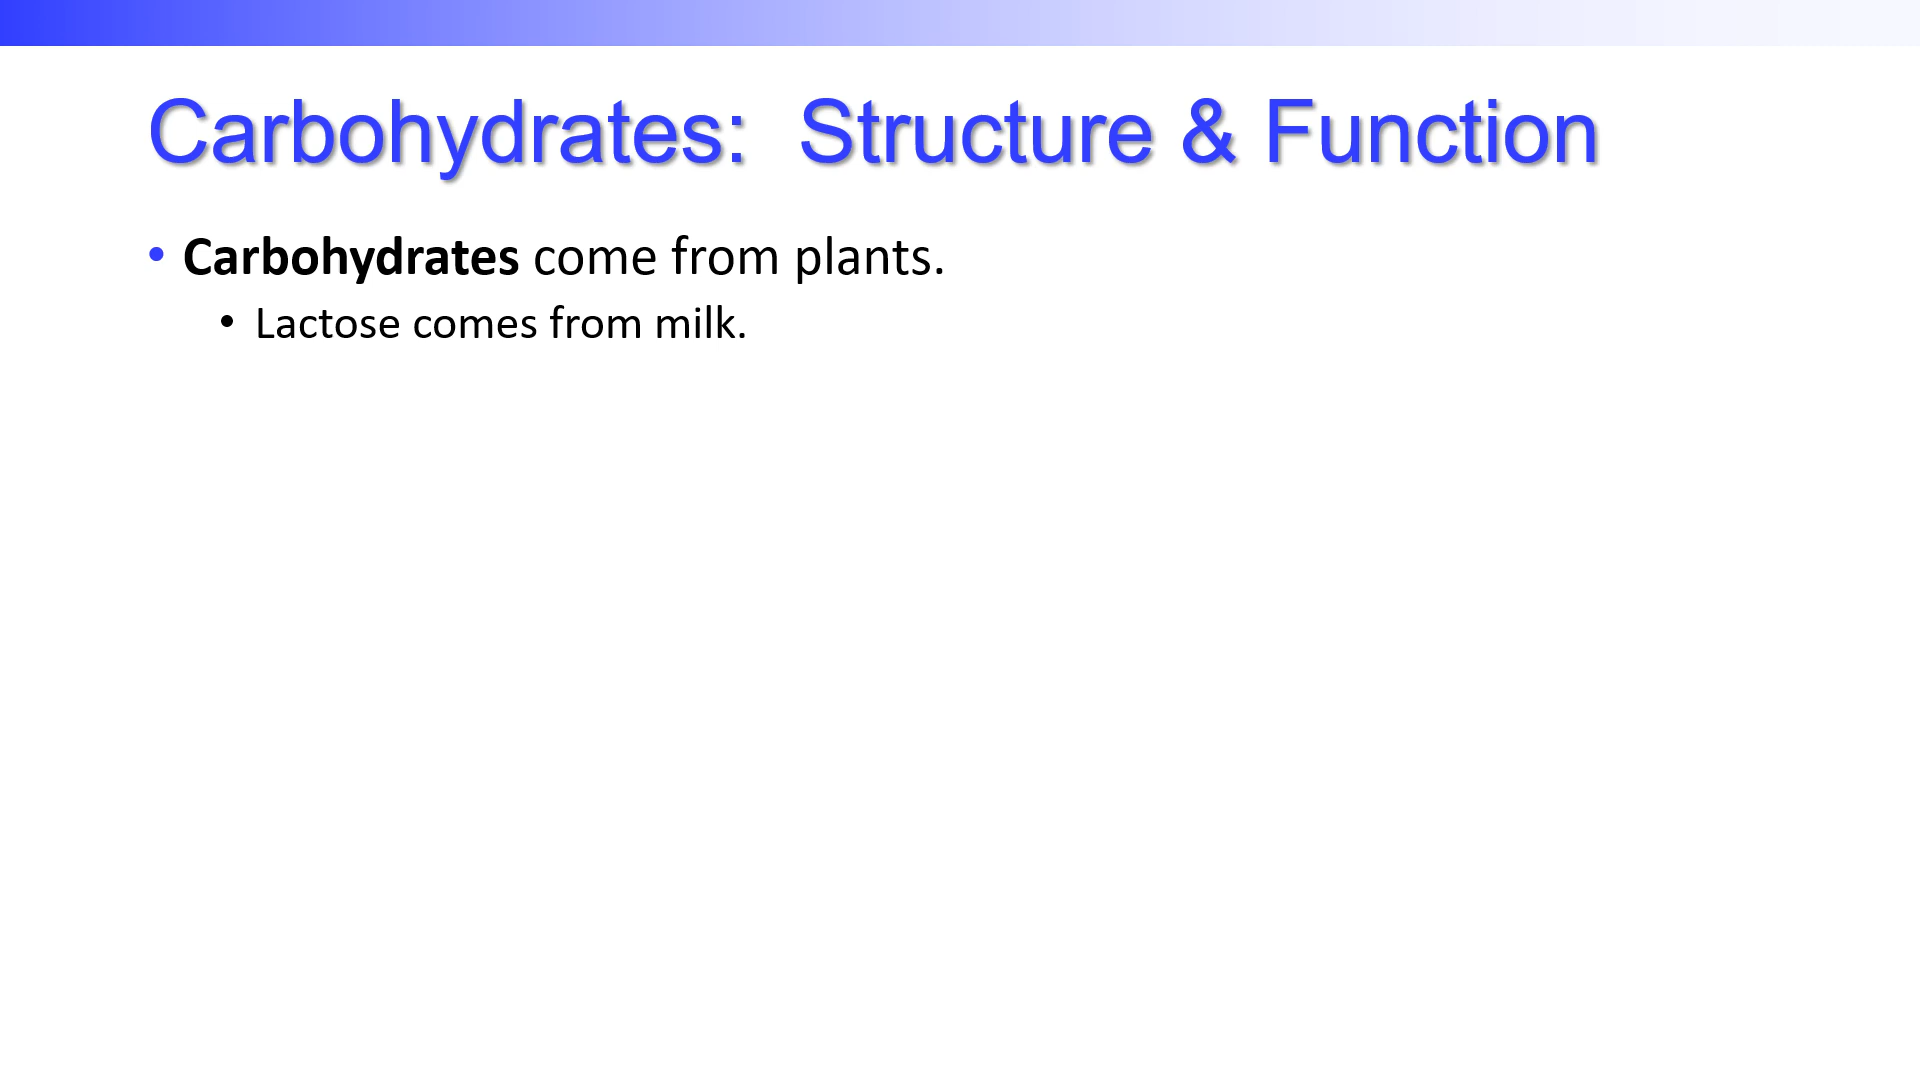 Carbohydrates:  Structure & Function
• Carbohydrates come from plants.
• Lactose comes from milk.